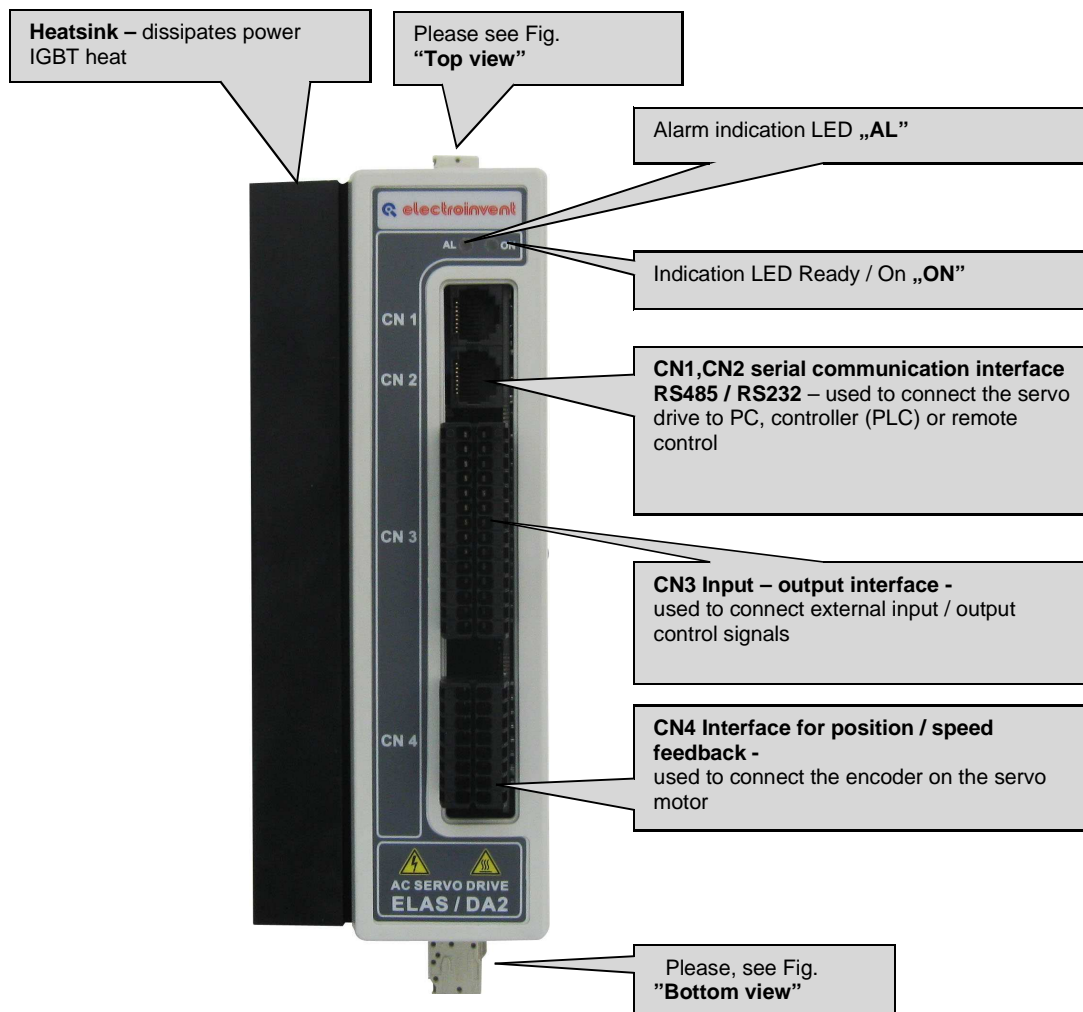 Heatsink – dissipates power
IGBT heat
Please see Fig.
“Top view”
Alarm indication LED „AL”
electroinvent
AL ON
Indication LED Ready / On „ON”
CN 1
CN 2
CN1,CN2 serial communication interface
RS485 / RS232 – used to connect the servo
drive to PC, controller (PLC) or remote
control
CN 3
CN3 Input – output interface -
used to connect external input / output
control signals
CN 4
CN4 Interface for position / speed
feedback -
used to connect the encoder on the servo
motor
AC SERVO DRIVE
ELAS / DA2
Please, see Fig.
”Bottom view”